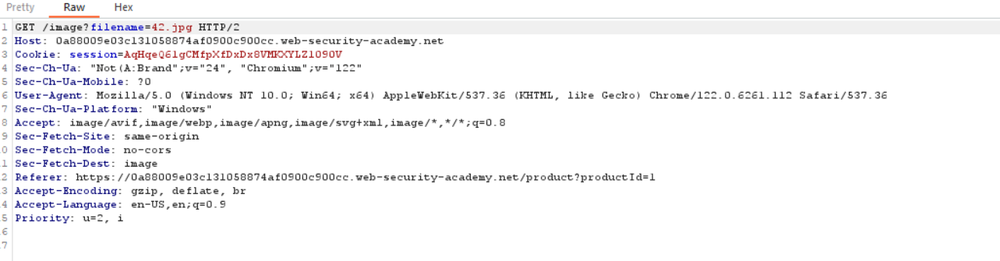 Pretty Raw Hex
1 GET /image?filename=42.jpg HTTP/2
2 Host: 0a88009e03c131058874af0900c900cc.web-security-academy.net
3 Cookie: session=AqHqeQ6lgCMfpXfDxDx8VMKXYLZ1O9OV
4 Sec-Ch-Ua: "Not(A:Brand";v="24", "Chromium";v="122"
5 Sec-Ch-Ua-Mobile: ?0
6 User-Agent: Mozilla/5.0 (Windows NT 10.0; Win64; x64) AppleWebKit/537.36 (KHTML, like Gecko) Chrome/122.0.6261.112 Safari/537.36
7 Sec-Ch-Ua-Platform: "Windows"
8 Accept: image/avif,image/webp,image/apng,image/svg+xml,image/*,*/*;q=0.8
9 Sec-Fetch-Site: same-origin
0 Sec-Fetch-Mode: no-cors
1 Sec-Fetch-Dest: image
2 Referer: https://0a88009e03c131058874af0900c900cc.web-security-academy.net/product?productId=1
3 Accept-Encoding: gzip, deflate, br
4 Accept-Language: en-US,en;q=0.9
5 Priority: u=2, i
6
7